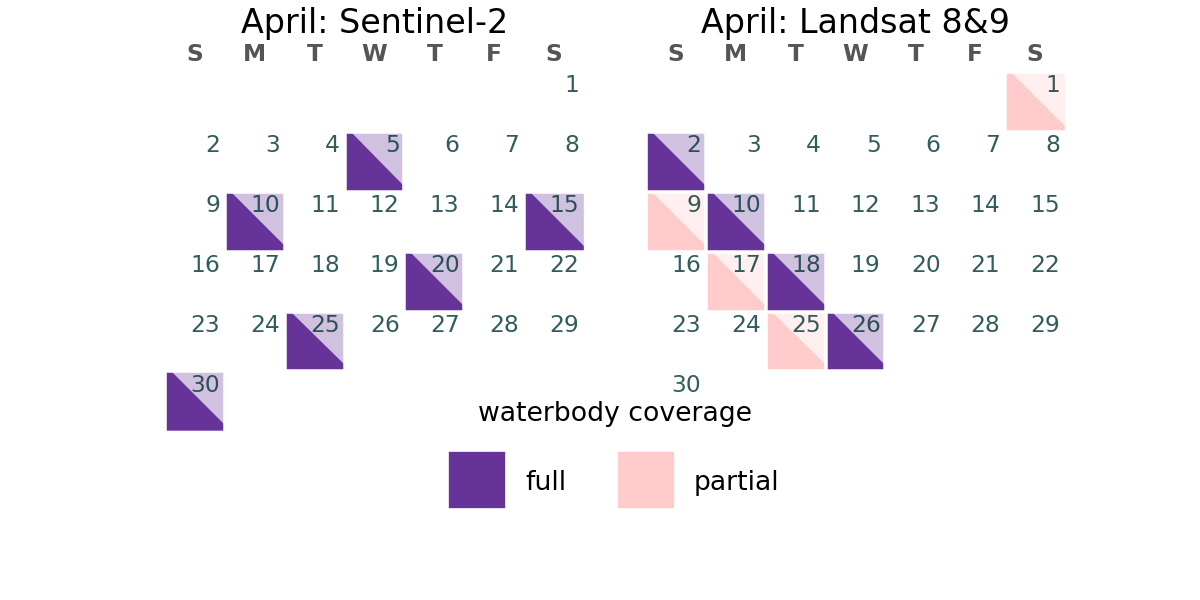 April: Sentinel-2
S M T W T F S
1
2 3 4 5 6 7 8
9 10 11 12 13 14 15
16 17 18 19 20 21 22
23 24 25 26 27 28 29
30
April: Landsat 8&9
S M T W T F S
1
2 3 4 5 6 7 8
9 10 11 12 13 14 15
16 17 18 19 20 21 22
23 24 25 26 27 28 29
30
waterbody coverage
full partial